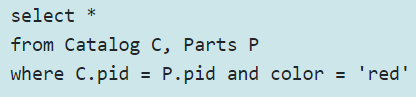 select *
from Catalog C, Parts P
where C.pid = P.pid and color = 'red'